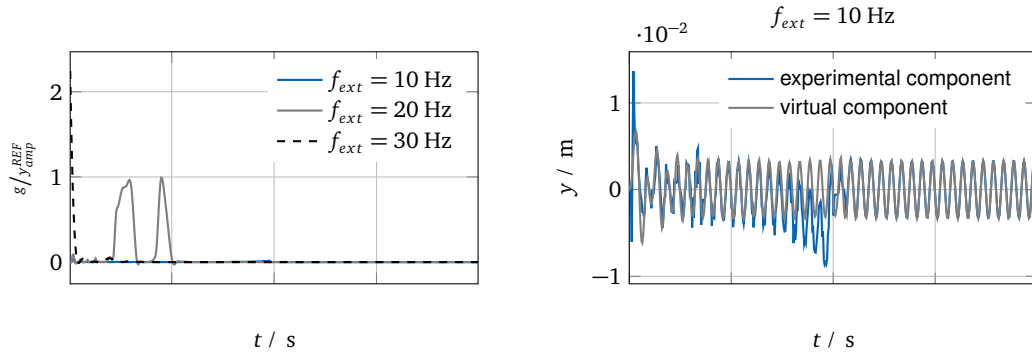 f_ext = 10 Hz
f_ext = 20 Hz
f_ext = 30 Hz
2
1
0
g/y_amp^REF
t / s
f_ext = 10 Hz
·10⁻²
experimental component
virtual component
1
0
−1
y / m
t / s